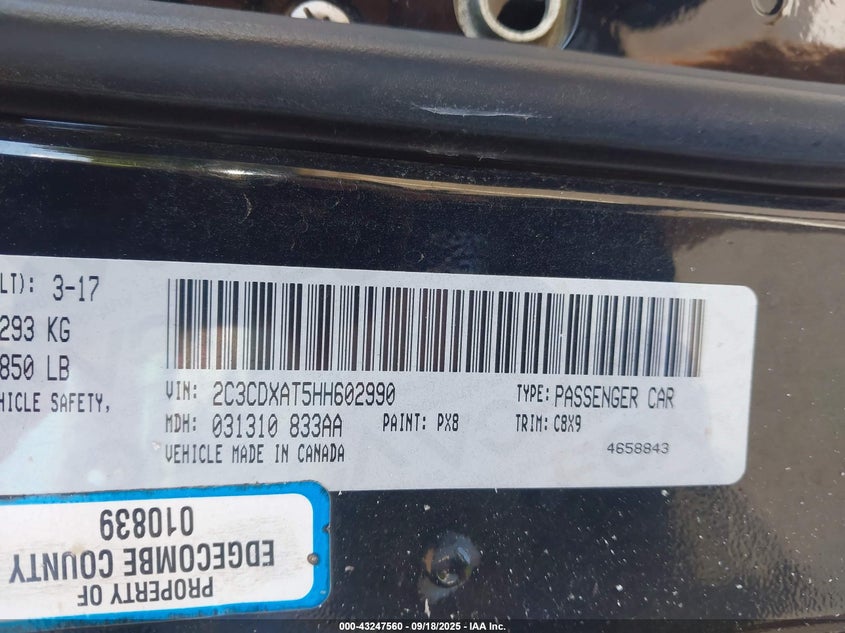 LT): 3-17
293 KG
850 LB
HICLE SAFETY,
VIN: 2C3CDXAT5HH602990
TYPE: PASSENGER CAR
MDH: 031310 833AA
PAINT: PX8
TRIM: C8X9
VEHICLE MADE IN CANADA
4658843
PROPERTY OF
EDGECOMBE COUNTY
010839
000-43247560 - 09/18/2025 - IAA Inc.